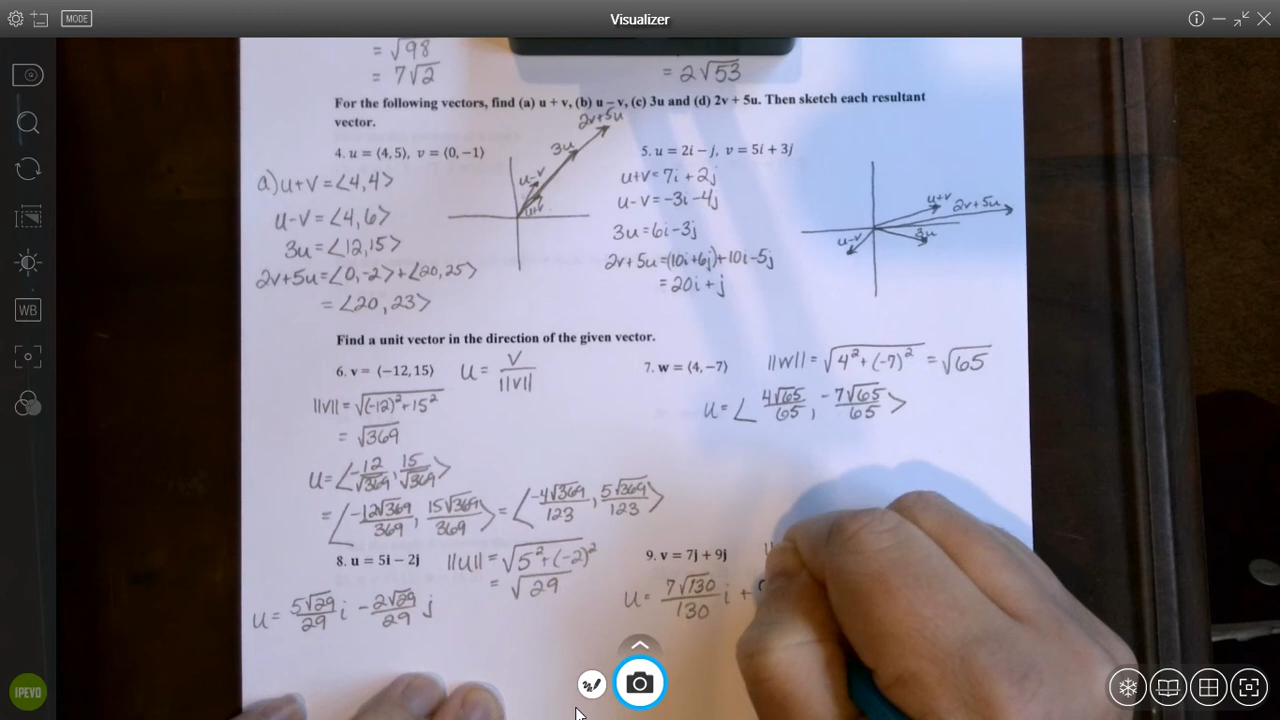 MODE
Visualizer
= √98
= 7√2
= 2√53
For the following vectors, find (a) u + v, (b) u – v, (c) 3u and (d) 2v + 5u. Then sketch each resultant
vector.
4. u = ⟨4, 5⟩, v = ⟨0, −1⟩
a) u+v = <4,4>
u-v = <4,6>
3u = <12,15>
2v+5u = <0,-2>+<20,25>
= <20,23>
2v+5u
3u
u-v
u+v
5. u = 2i − j, v = 5i + 3j
u+v = 7i + 2j
u-v = -3i -4j
3u = 6i - 3j
2v + 5u = (10i+6j)+10i-5j
= 20i + j
u+v
2v+5u
u-v
3u
Find a unit vector in the direction of the given vector.
6. v = ⟨−12, 15⟩
u = v/||v||
||v|| = √(-12)²+15²
= √369
u = <-12/√369, 15/√369>
= <-12√369/369, 15√369/369> = <-4√369/123, 5√369/123>
7. w = ⟨4, −7⟩
||w|| = √4²+(-7)² = √65
u = <4√65/65, -7√65/65>
8. u = 5i − 2j
||u|| = √5²+(-2)²
= √29
u = 5√29/29 i - 2√29/29 j
9. v = 7j + 9j
u = 7√130/130 i +
WB
IPEVO